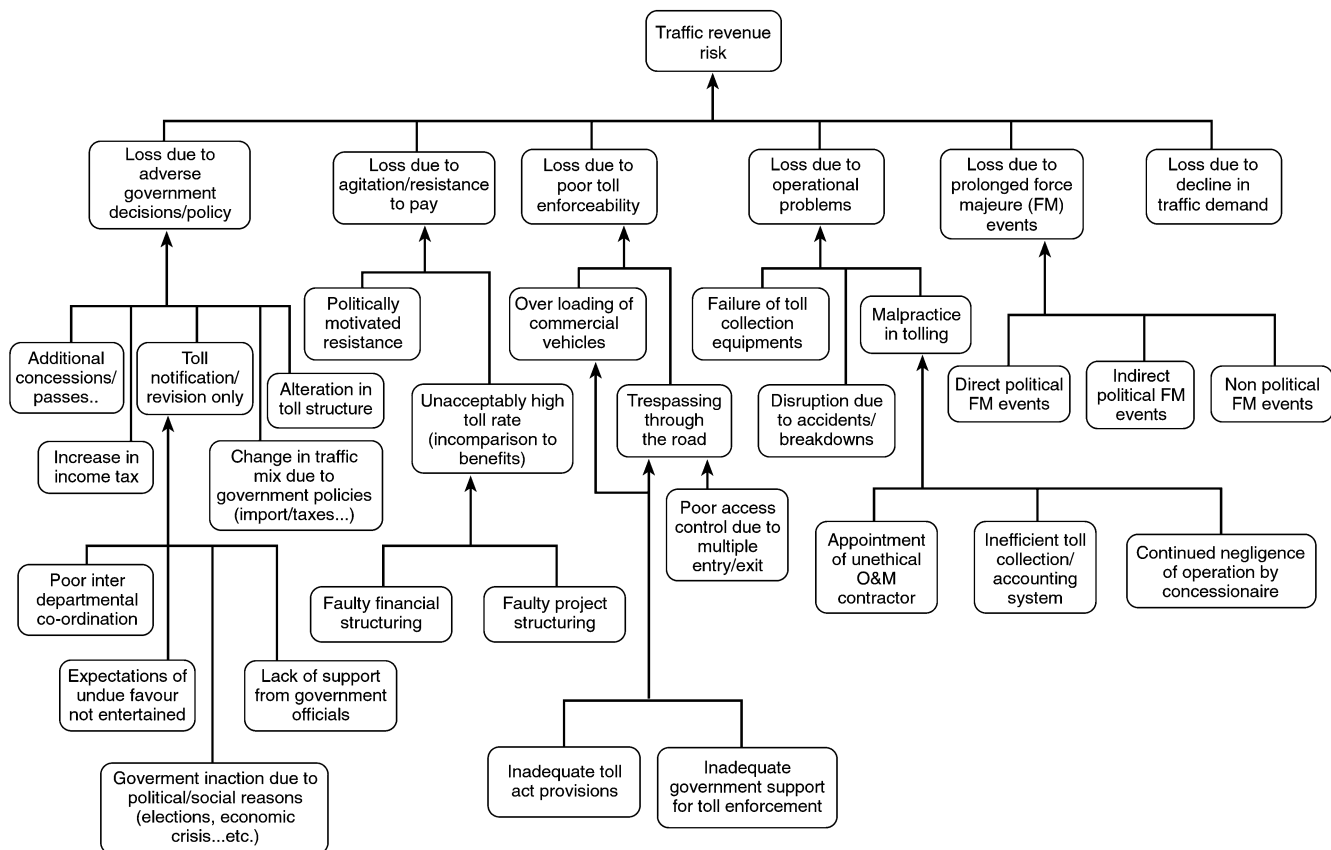 Traffic revenue
risk
Loss due to
adverse
government
decisions/policy
Loss due to
agitation/resistance
to pay
Loss due to
poor toll
enforceability
Loss due to
operational
problems
Loss due to
prolonged force
majeure (FM)
events
Loss due to
decline in
traffic demand
Additional
concessions/
passes..
Toll
notification/
revision only
Alteration in
toll structure
Increase in
income tax
Change in traffic
mix due to
government policies
(import/taxes...)
Politically
motivated
resistance
Unacceptably high
toll rate
(incomparison to
benefits)
Over loading of
commercial
vehicles
Trespassing
through
the road
Failure of toll
collection
equipments
Disruption due to
accidents/
breakdowns
Malpractice
in tolling
Direct political
FM events
Indirect
political FM
events
Non political
FM events
Poor inter
departmental
co-ordination
Expectations of
undue favour
not entertained
Lack of support
from government
officials
Goverment inaction due to
political/social reasons
(elections, economic
crisis...etc.)
Faulty financial
structuring
Faulty project
structuring
Poor access
control due to
multiple
entry/exit
Inadequate toll
act provisions
Inadequate
government support
for toll enforcement
Appointment
of unethical
O&M
contractor
Inefficient toll
collection/
accounting
system
Continued negligence
of operation by
concessionaire